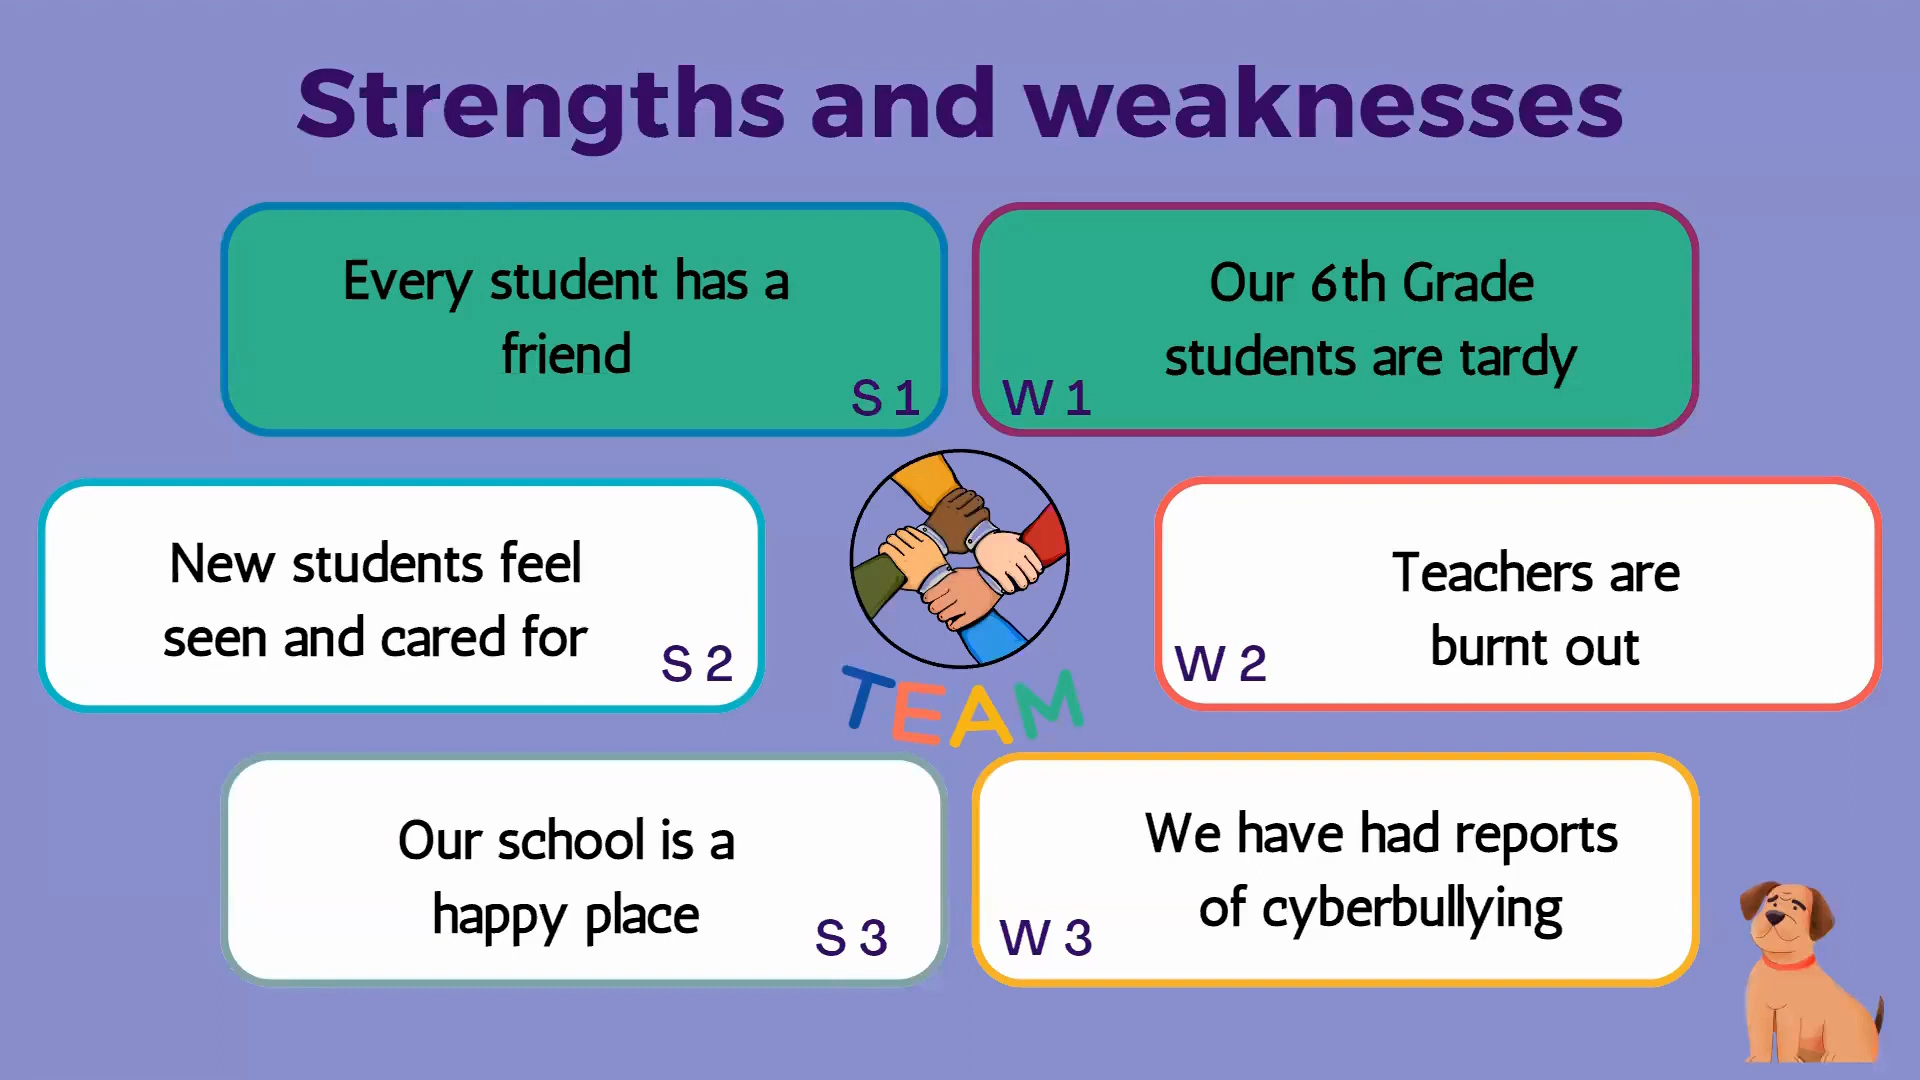 Strengths and weaknesses
Every student has a
friend
S 1
Our 6th Grade
students are tardy
W 1
New students feel
seen and cared for
S 2
TEAM
Teachers are
burnt out
W 2
Our school is a
happy place
S 3
We have had reports
of cyberbullying
W 3